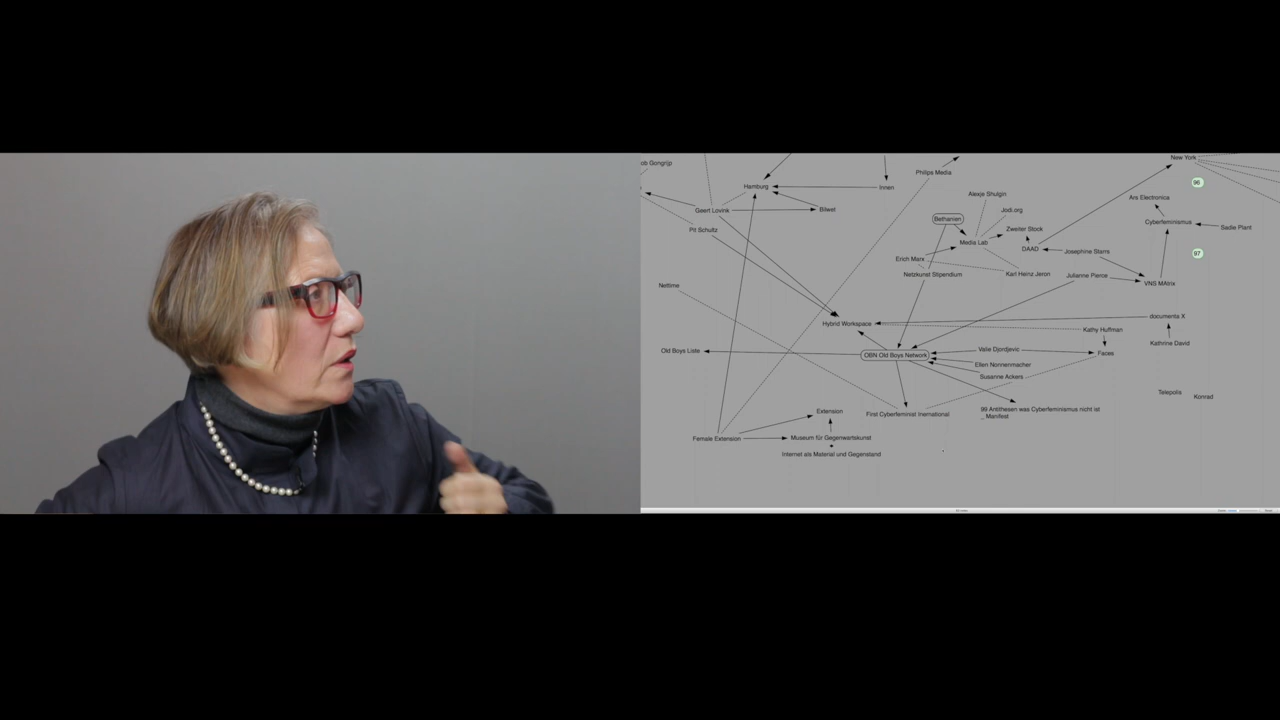 ob Gongrijp
New York
Philips Media
96
Hamburg
Innen
Alexje Shulgin
Ars Electronica
Geert Lovink
Bilwet
Jodi.org
Bethanien
Cyberfeminismus
Sadie Plant
Pit Schultz
Zweiter Stock
Media Lab
DAAD
Josephine Starrs
97
Erich Marx
Netzkunst Stipendium
Karl Heinz Jeron
Julianne Pierce
VNS MAtrix
Nettime
documenta X
Hybrid Workspace
Kathy Huffman
Kathrine David
Old Boys Liste
OBN Old Boys Network
Valie Djordjevic
Faces
Ellen Nonnenmacher
Susanne Ackers
Telepolis
Konrad
Extension
First Cyberfeminist Inernational
99 Antithesen was Cyberfeminismus nicht ist
_ Manifest
Female Extension
Museum für Gegenwartskunst
Internet als Material und Gegenstand